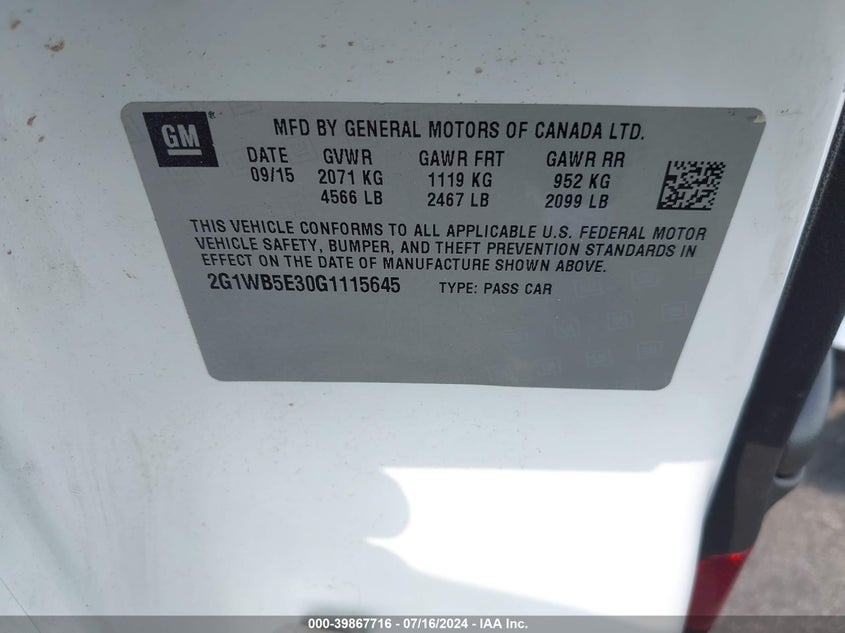 GM ®
MFD BY GENERAL MOTORS OF CANADA LTD.
DATE GVWR GAWR FRT GAWR RR
09/15 2071 KG 1119 KG 952 KG
4566 LB 2467 LB 2099 LB
THIS VEHICLE CONFORMS TO ALL APPLICABLE U.S. FEDERAL MOTOR
VEHICLE SAFETY, BUMPER, AND THEFT PREVENTION STANDARDS IN
EFFECT ON THE DATE OF MANUFACTURE SHOWN ABOVE.
2G1WB5E30G1115645 TYPE: PASS CAR
000-39867716 - 07/16/2024 - IAA Inc.